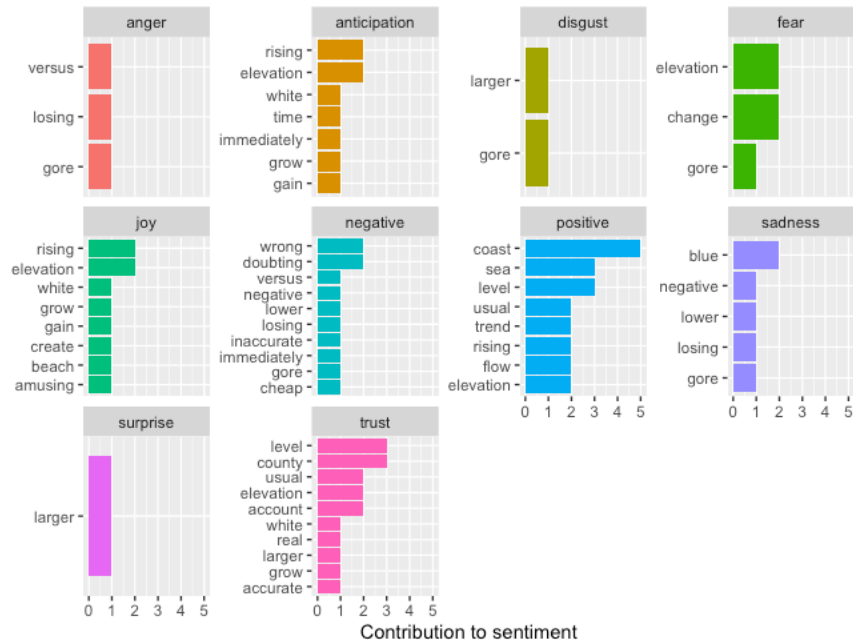 anger
versus
losing
gore
anticipation
rising
elevation
white
time
immediately
grow
gain
disgust
larger
gore
fear
elevation
change
gore
joy
rising
elevation
white
grow
gain
create
beach
amusing
negative
wrong
doubting
versus
negative
lower
losing
inaccurate
immediately
gore
cheap
positive
coast
sea
level
usual
trend
rising
flow
elevation
0 1 2 3 4 5
sadness
blue
negative
lower
losing
gore
0 1 2 3 4 5
surprise
larger
0 1 2 3 4 5
trust
level
county
usual
elevation
account
white
real
larger
grow
accurate
0 1 2 3 4 5
Contribution to sentiment